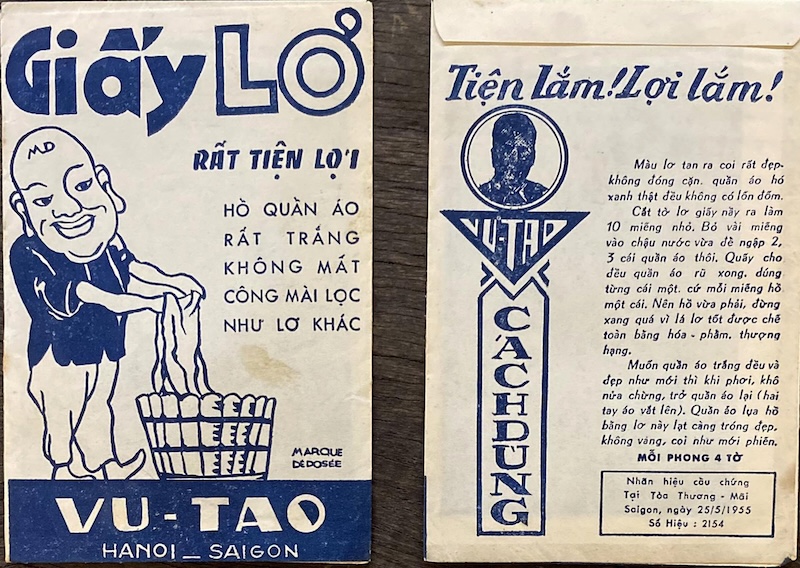 Giấy LƠ
MD
RẤT TIỆN LỢI
HỒ QUẦN ÁO
RẤT TRẮNG
KHÔNG MẤT
CÔNG MÀI LỌC
NHƯ LƠ KHÁC
MARQUE
DÉPOSÉE
VU-TAO
HANOI _ SAIGON
Tiện lắm! Lợi lắm!
VU-TAO
CÁCH DÙNG
Màu lơ tan ra coi rất đẹp.
không đóng cặn. quần áo hồ
xanh thật đều không có lốn đốm.
Cắt tờ lơ giấy nầy ra làm
10 miếng nhỏ. Bỏ vài miếng
vào chậu nước vừa đề ngập 2,
3 cái quần áo thôi. Quấy cho
đều quần áo rũ xong. dúng
từng cái một. cứ mỗi miếng hồ
một cái. Nên hồ vừa phải, đừng
xang quá vì lá lơ tốt được chế
toàn bằng hóa - phẩm. thượng
hạng.
Muốn quần áo trắng đều và
đẹp như mới thì khi phơi, khô
nửa chừng, trở quần áo lại (hai
tay áo vắt lên). Quần áo lụa hồ
bằng lơ này lạt càng tróng đẹp.
không váng, coi như mới phiên.
MỖI PHONG 4 TỜ
Nhãn hiệu cầu chứng
Tại Tòa Thương - Mãi
Saigon, ngày 25/5/1955
Số Hiệu : 2154